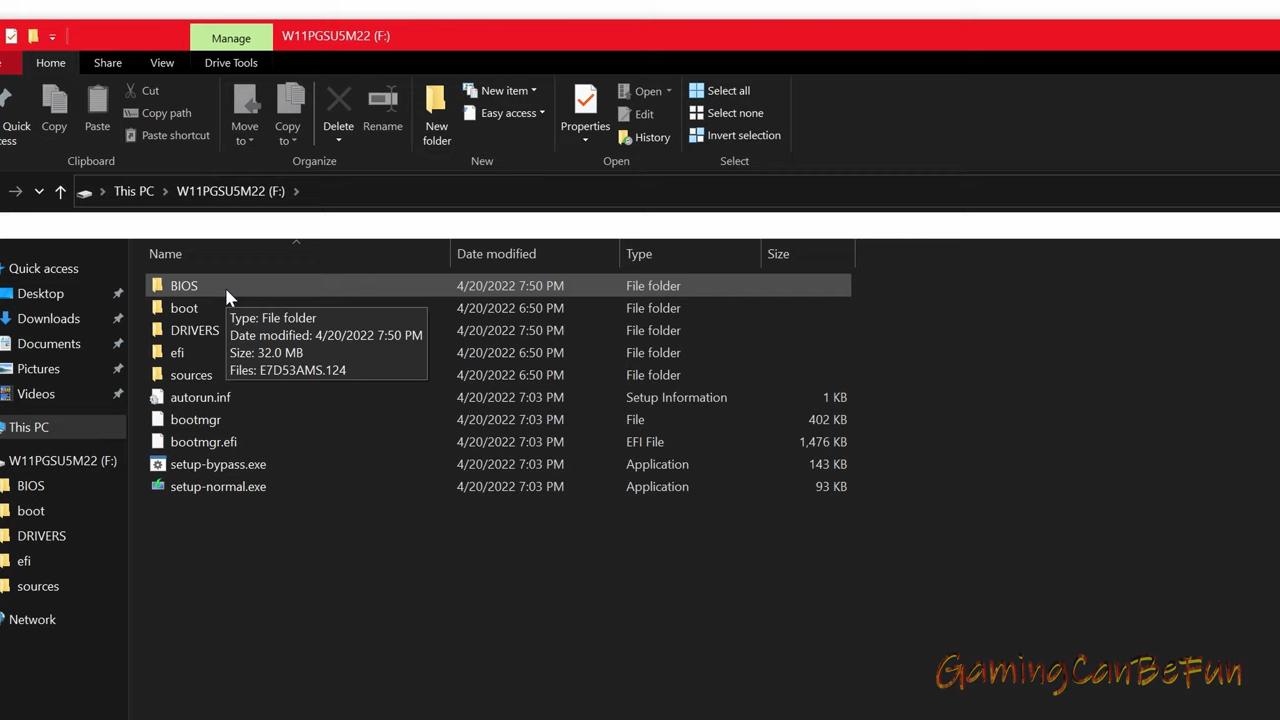 Manage W11PGSU5M22 (F:)
Home Share View Drive Tools
Cut
Copy path
Paste shortcut
Quick
Copy
Paste
Clipboard
Move to
Copy to
Delete
Rename
Organize
New folder
New item
Easy access
New
Properties
Open
Edit
History
Open
Select all
Select none
Invert selection
Select
This PC W11PGSU5M22 (F:)
Quick access
Desktop
Downloads
Documents
Pictures
Videos
This PC
W11PGSU5M22 (F:)
BIOS
boot
DRIVERS
efi
sources
Network
Name Date modified Type Size
BIOS 4/20/2022 7:50 PM File folder
boot 4/20/2022 6:50 PM File folder
DRIVERS 4/20/2022 7:50 PM File folder
efi 4/20/2022 6:50 PM File folder
sources 4/20/2022 6:50 PM File folder
autorun.inf 4/20/2022 7:03 PM Setup Information 1 KB
bootmgr 4/20/2022 7:03 PM File 402 KB
bootmgr.efi 4/20/2022 7:03 PM EFI File 1,476 KB
setup-bypass.exe 4/20/2022 7:03 PM Application 143 KB
setup-normal.exe 4/20/2022 7:03 PM Application 93 KB
Type: File folder
Date modified: 4/20/2022 7:50 PM
Size: 32.0 MB
Files: E7D53AMS.124
GamingCanBeFun